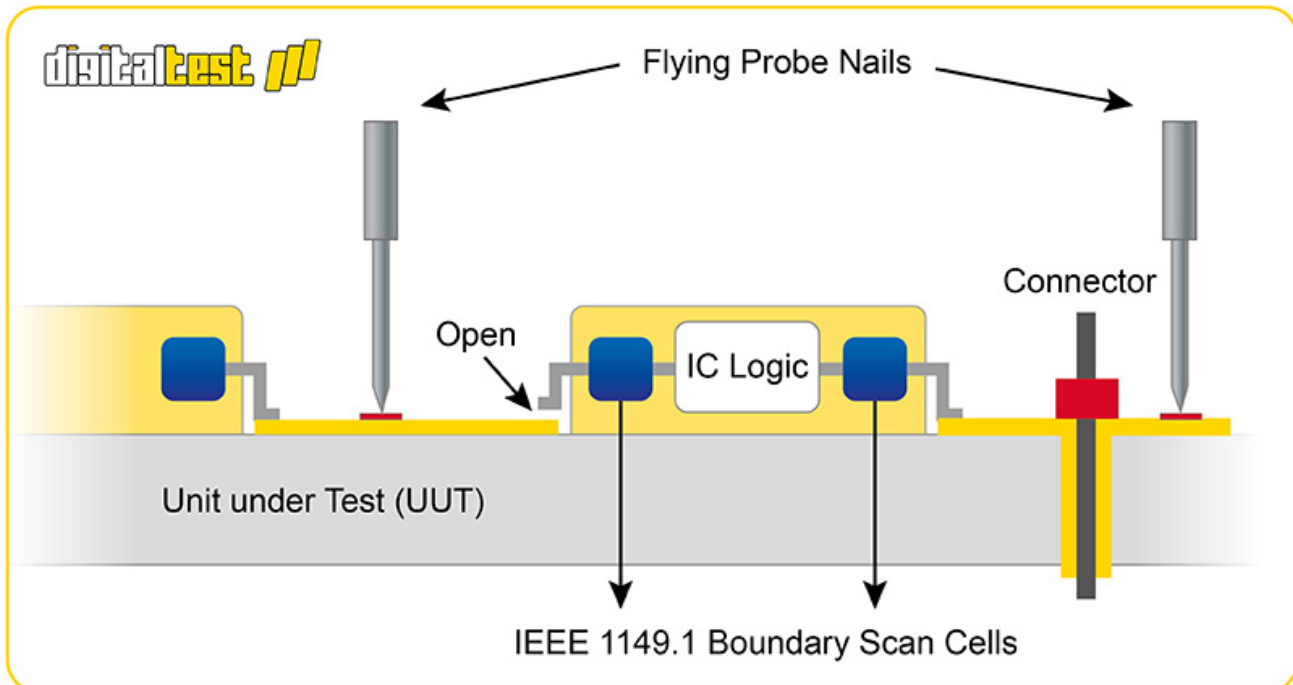 digitaltest
Flying Probe Nails
Connector
Open
IC Logic
Unit under Test (UUT)
IEEE 1149.1 Boundary Scan Cells